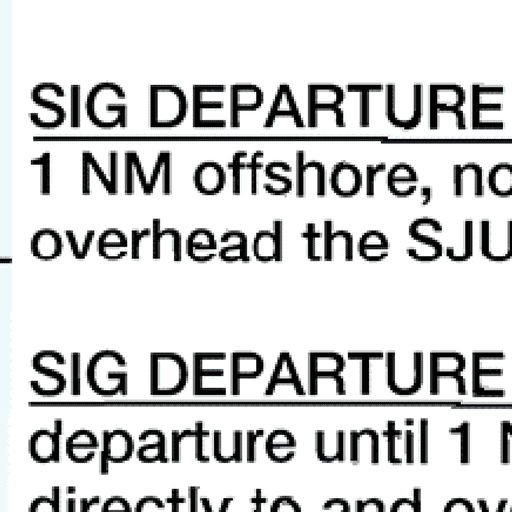 SIG DEPARTURE
1 NM offshore, no
overhead the SJU
SIG DEPARTURE
departure until 1
directly to and ov